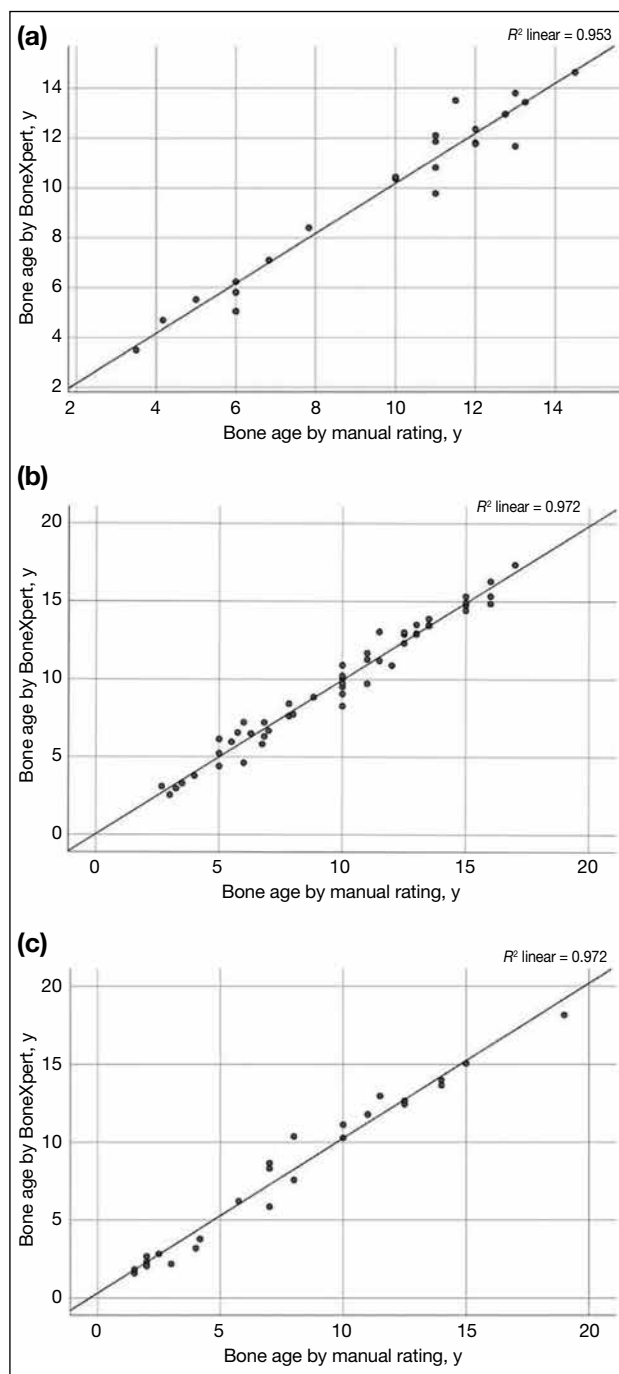 (a)
R² linear = 0.953
14
12
10
8
6
4
2
2
4
6
8
10
12
14
Bone age by BoneXpert, y
Bone age by manual rating, y
(b)
R² linear = 0.972
20
15
10
5
0
0
5
10
15
20
Bone age by BoneXpert, y
Bone age by manual rating, y
(c)
R² linear = 0.972
20
15
10
5
0
0
5
10
15
20
Bone age by BoneXpert, y
Bone age by manual rating, y